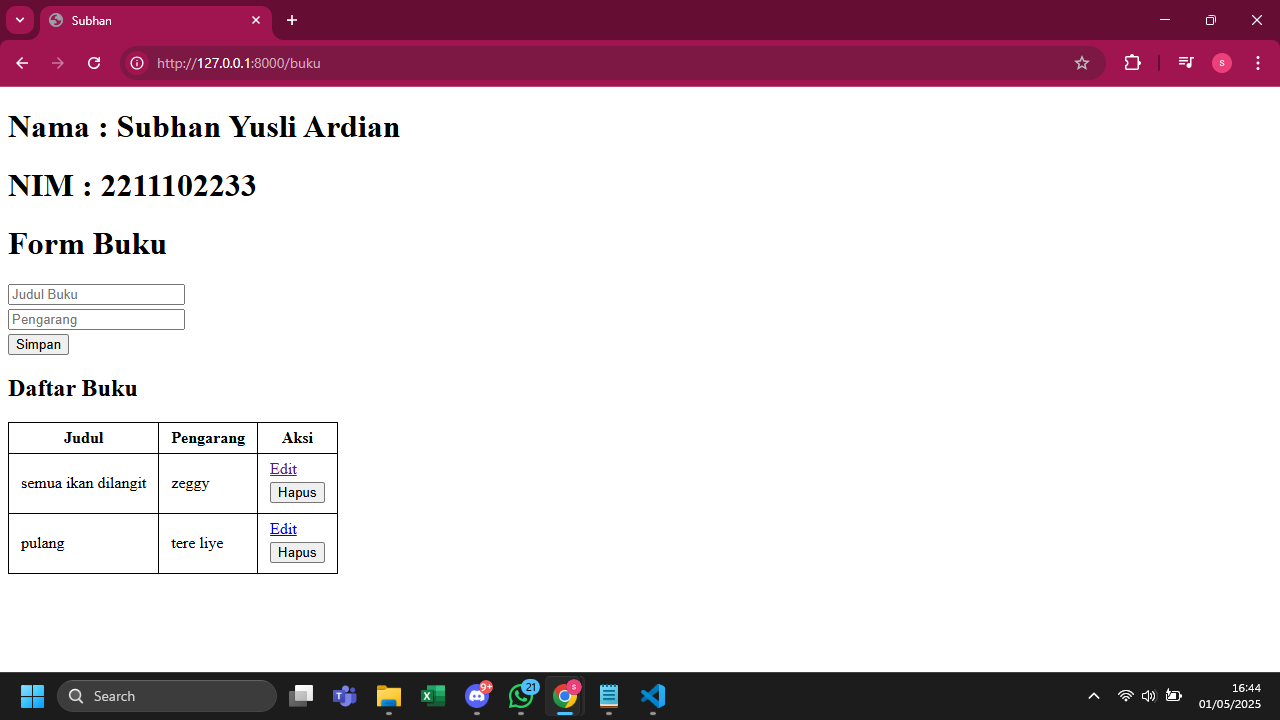 Subhan
http://127.0.0.1:8000/buku
s
Nama : Subhan Yusli Ardian
NIM : 2211102233
Form Buku
Judul Buku
Pengarang
Simpan
Daftar Buku
Judul Pengarang Aksi
semua ikan dilangit zeggy Edit
Hapus
pulang tere liye Edit
Hapus
Search
9+
21
s
16:44
01/05/2025